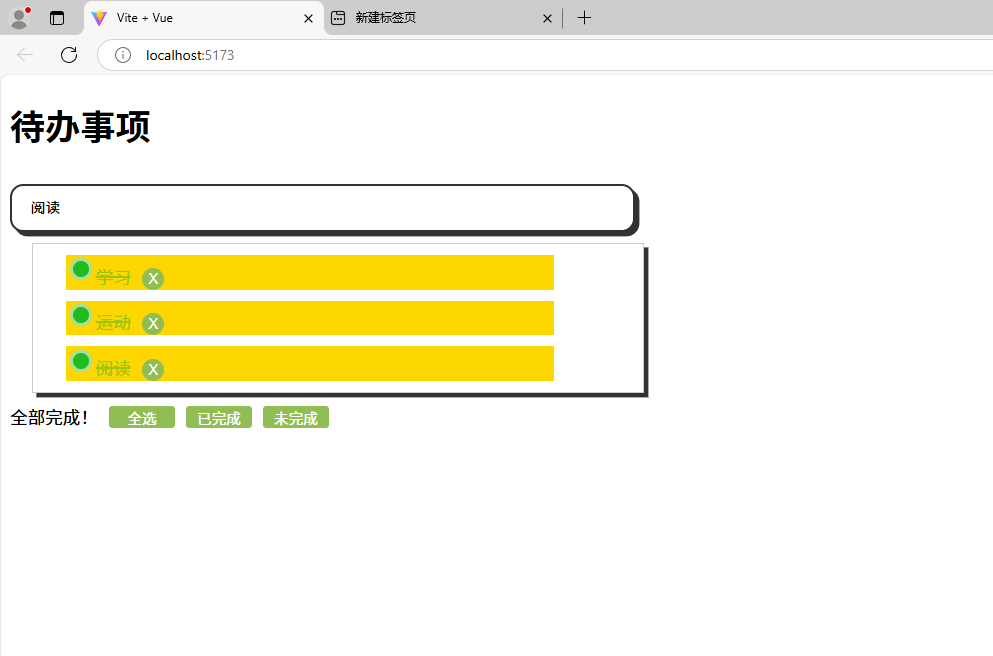 Vite + Vue
新建标签页
localhost:5173
待办事项
阅读
学习 X
运动 X
阅读 X
全部完成! 全选 已完成 未完成